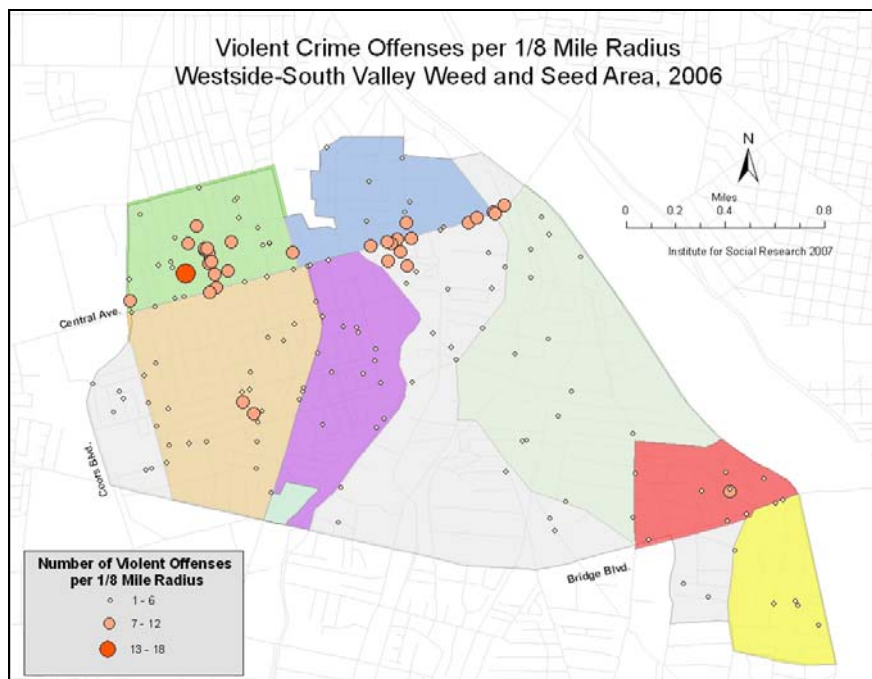 Violent Crime Offenses per 1/8 Mile Radius
Westside-South Valley Weed and Seed Area, 2006
N
Miles
0 0.2 0.4 0.6 0.8
Institute for Social Research 2007
Central Ave.
Coors Blvd.
Bridge Blvd.
Number of Violent Offenses
per 1/8 Mile Radius
1 - 6
7 - 12
13 - 18